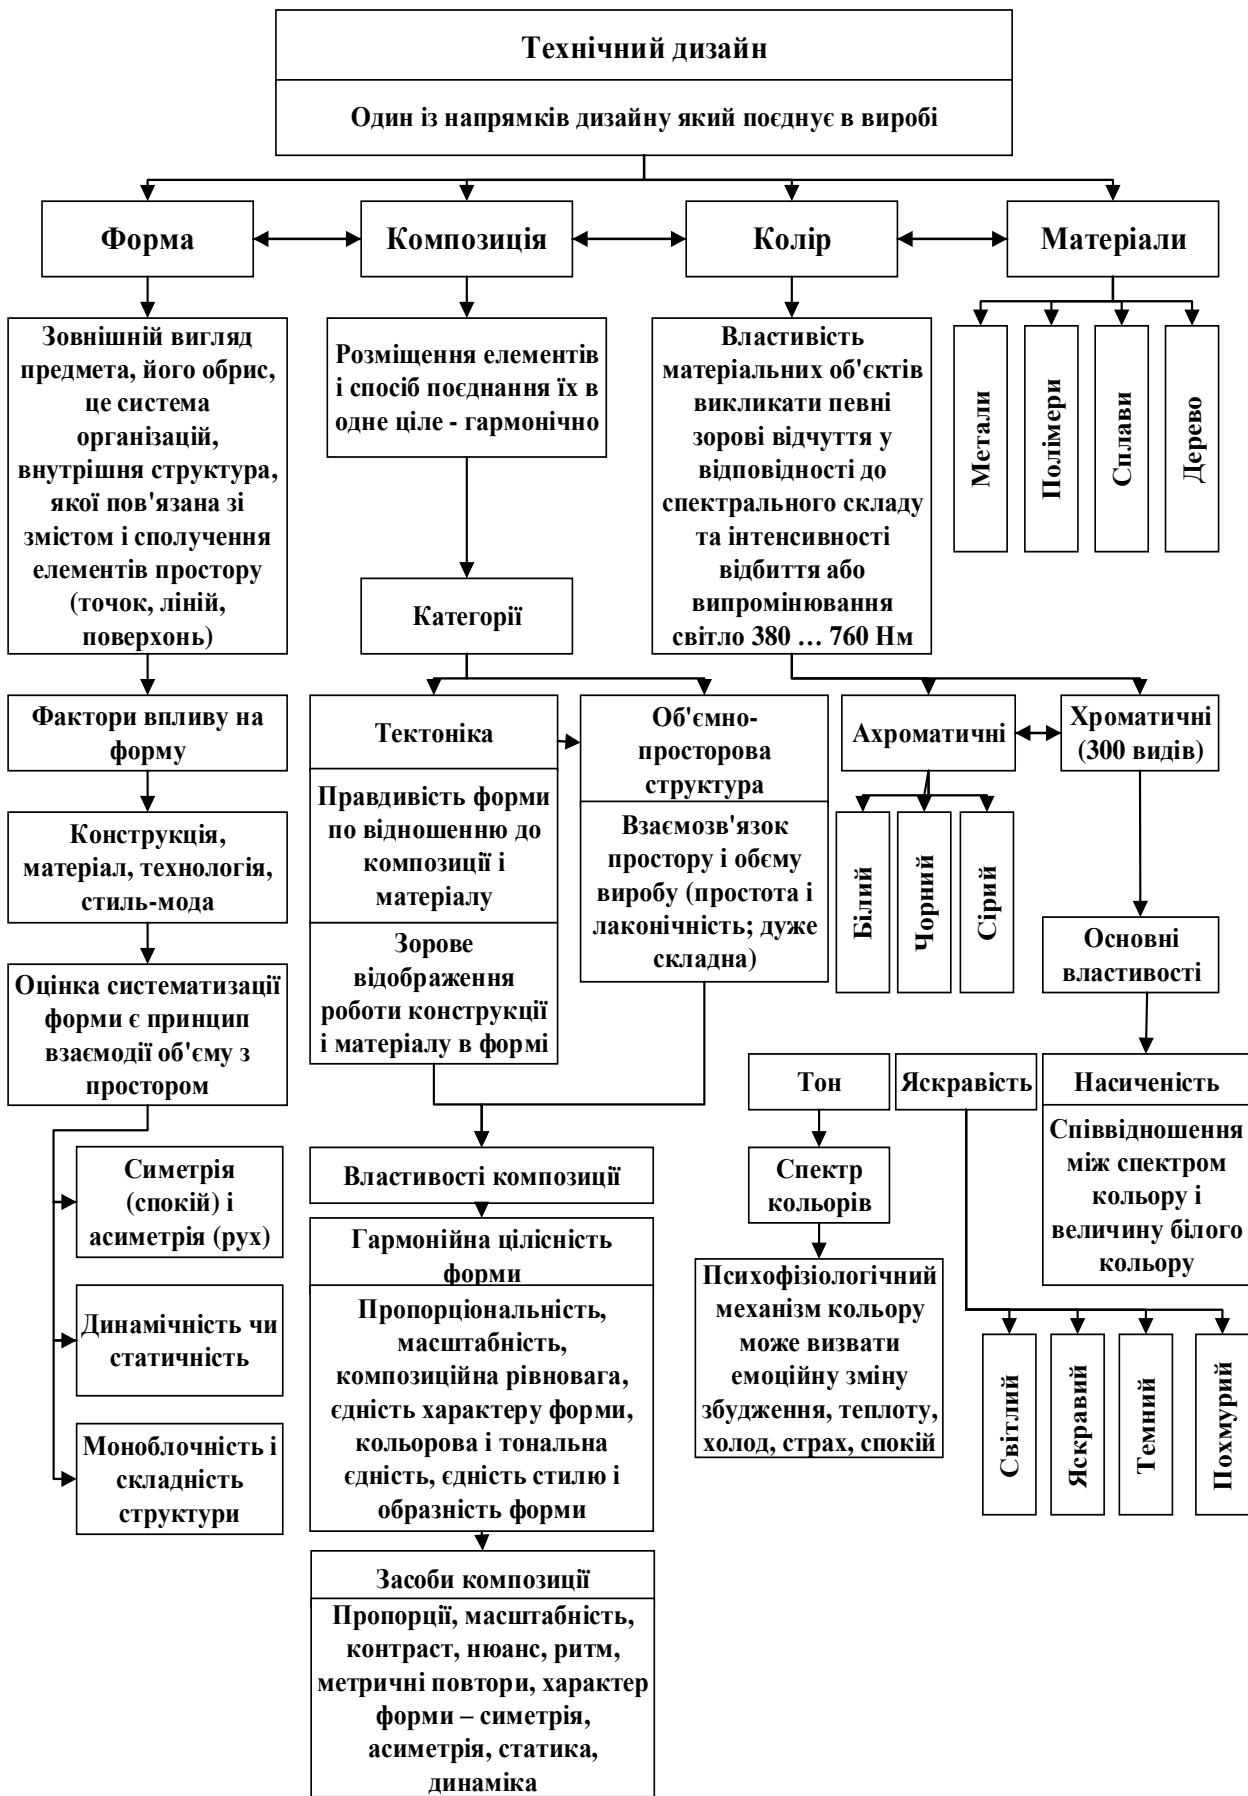 Технічний дизайн
Один із напрямків дизайну який поєднує в виробі
Форма
Композиція
Колір
Матеріали
Зовнішній вигляд
предмета, його обрис,
це система
організацій,
внутрішня структура,
якої пов'язана зі
змістом і сполучення
елементів простору
(точок, ліній,
поверхонь)
Розміщення елементів
і спосіб поєднання їх в
одне ціле - гармонічно
Властивість
матеріальних об'єктів
викликати певні
зорові відчуття у
відповідності до
спектрального складу
та інтенсивності
відбиття або
випромінювання
світло 380 … 760 Нм
Метали
Полімери
Сплави
Дерево
Категорії
Фактори впливу на
форму
Тектоніка
Правдивість форми
по відношенню до
композиції і
матеріалу
Зорове
відображення
роботи конструкції
і матеріалу в формі
Об'ємно-
просторова
структура
Взаємозв'язок
простору і обєму
виробу (простота і
лаконічність; дуже
складна)
Ахроматичні
Хроматичні
(300 видів)
Конструкція,
матеріал, технологія,
стиль-мода
Білий
Чорний
Сірий
Основні
властивості
Оцінка систематизації
форми є принцип
взаємодії об'єму з
простором
Тон
Яскравість
Насиченість
Співвідношення
між спектром
кольору і
величину білого
кольору
Симетрія
(спокій) і
асиметрія (рух)
Динамічність чи
статичність
Моноблочність і
складність
структури
Властивості композиції
Гармонійна цілісність
форми
Пропорціональність,
масштабність,
композиційна рівновага,
єдність характеру форми,
кольорова і тональна
єдність, єдність стилю і
образність форми
Спектр
кольорів
Психофізіологічний
механізм кольору
може визвати
емоційну зміну
збудження, теплоту,
холод, страх, спокій
Світлий
Яскравий
Темний
Похмурий
Засоби композиції
Пропорції, масштабність,
контраст, нюанс, ритм,
метричні повтори, характер
форми – симетрія,
асиметрія, статика,
динаміка